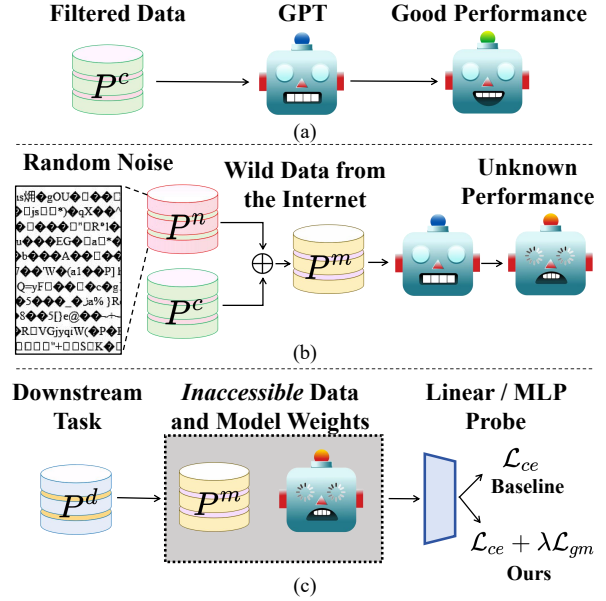 Filtered Data
GPT
Good Performance
P^c
(a)
Random Noise
Wild Data from
the Internet
Unknown
Performance
P^n
P^c
⊕
P^m
(b)
Downstream
Task
Inaccessible Data
and Model Weights
Linear / MLP
Probe
P^d
P^m
ℒ_ce
Baseline
ℒ_ce + λℒ_gm
Ours
(c)